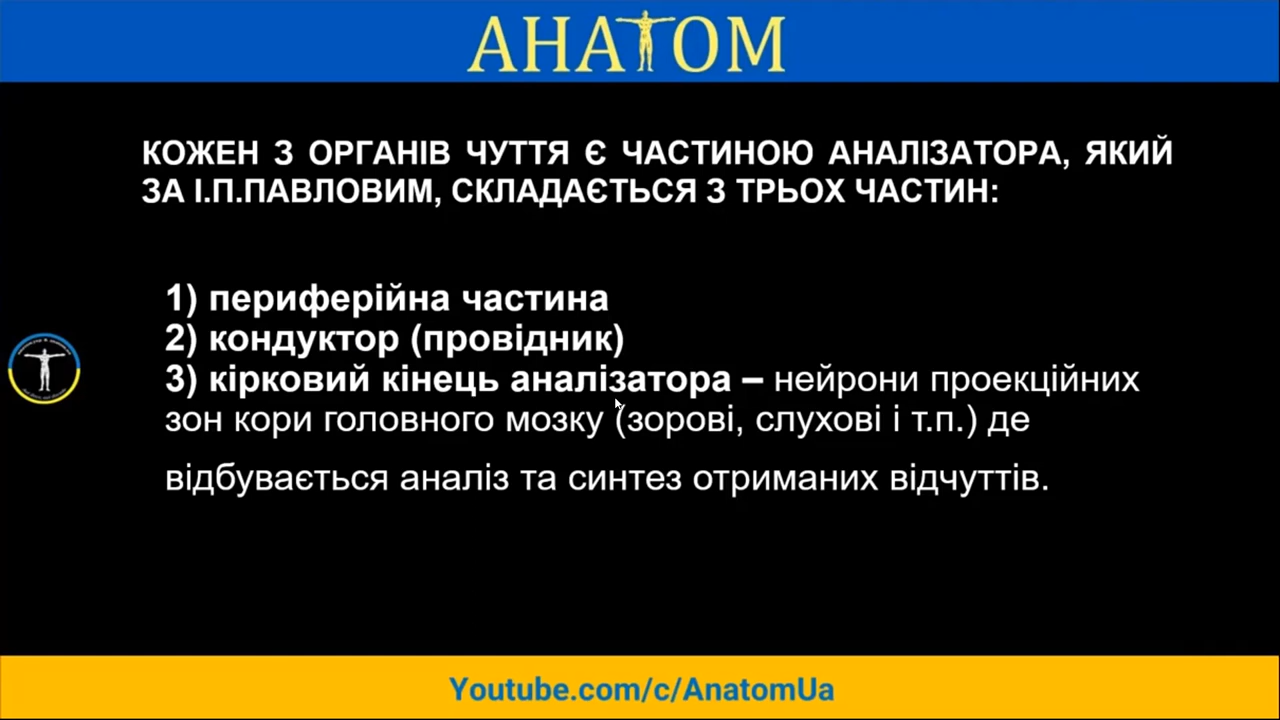 АНАТОМ
КОЖЕН З ОРГАНІВ ЧУТТЯ Є ЧАСТИНОЮ АНАЛІЗАТОРА, ЯКИЙ
ЗА І.П.ПАВЛОВИМ, СКЛАДАЄТЬСЯ З ТРЬОХ ЧАСТИН:
1) периферійна частина
2) кондуктор (провідник)
3) кірковий кінець аналізатора – нейрони проекційних
зон кори головного мозку (зорові, слухові і т.п.) де
відбувається аналіз та синтез отриманих відчуттів.
Youtube.com/c/AnatomUa